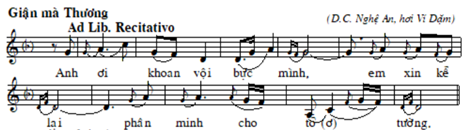 Giận mà Thương
Ad Lib. Recitativo
(D.C. Nghệ An, hơi Ví Dặm)
Anh ơi khoan vội bực mình, em xin kể
lại phân minh cho tỏ (ơ) tường,